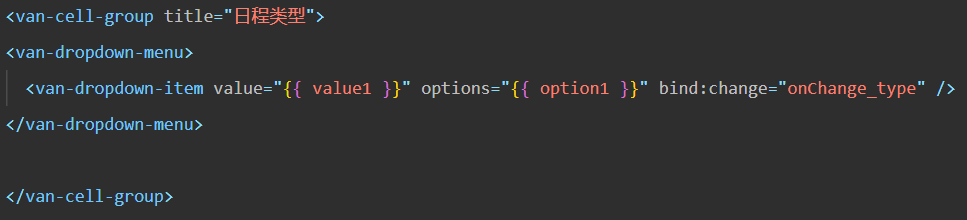 <van-cell-group title="日程类型">
<van-dropdown-menu>
<van-dropdown-item value="{{ value1 }}" options="{{ option1 }}" bind:change="onChange_type" />
</van-dropdown-menu>
</van-cell-group>